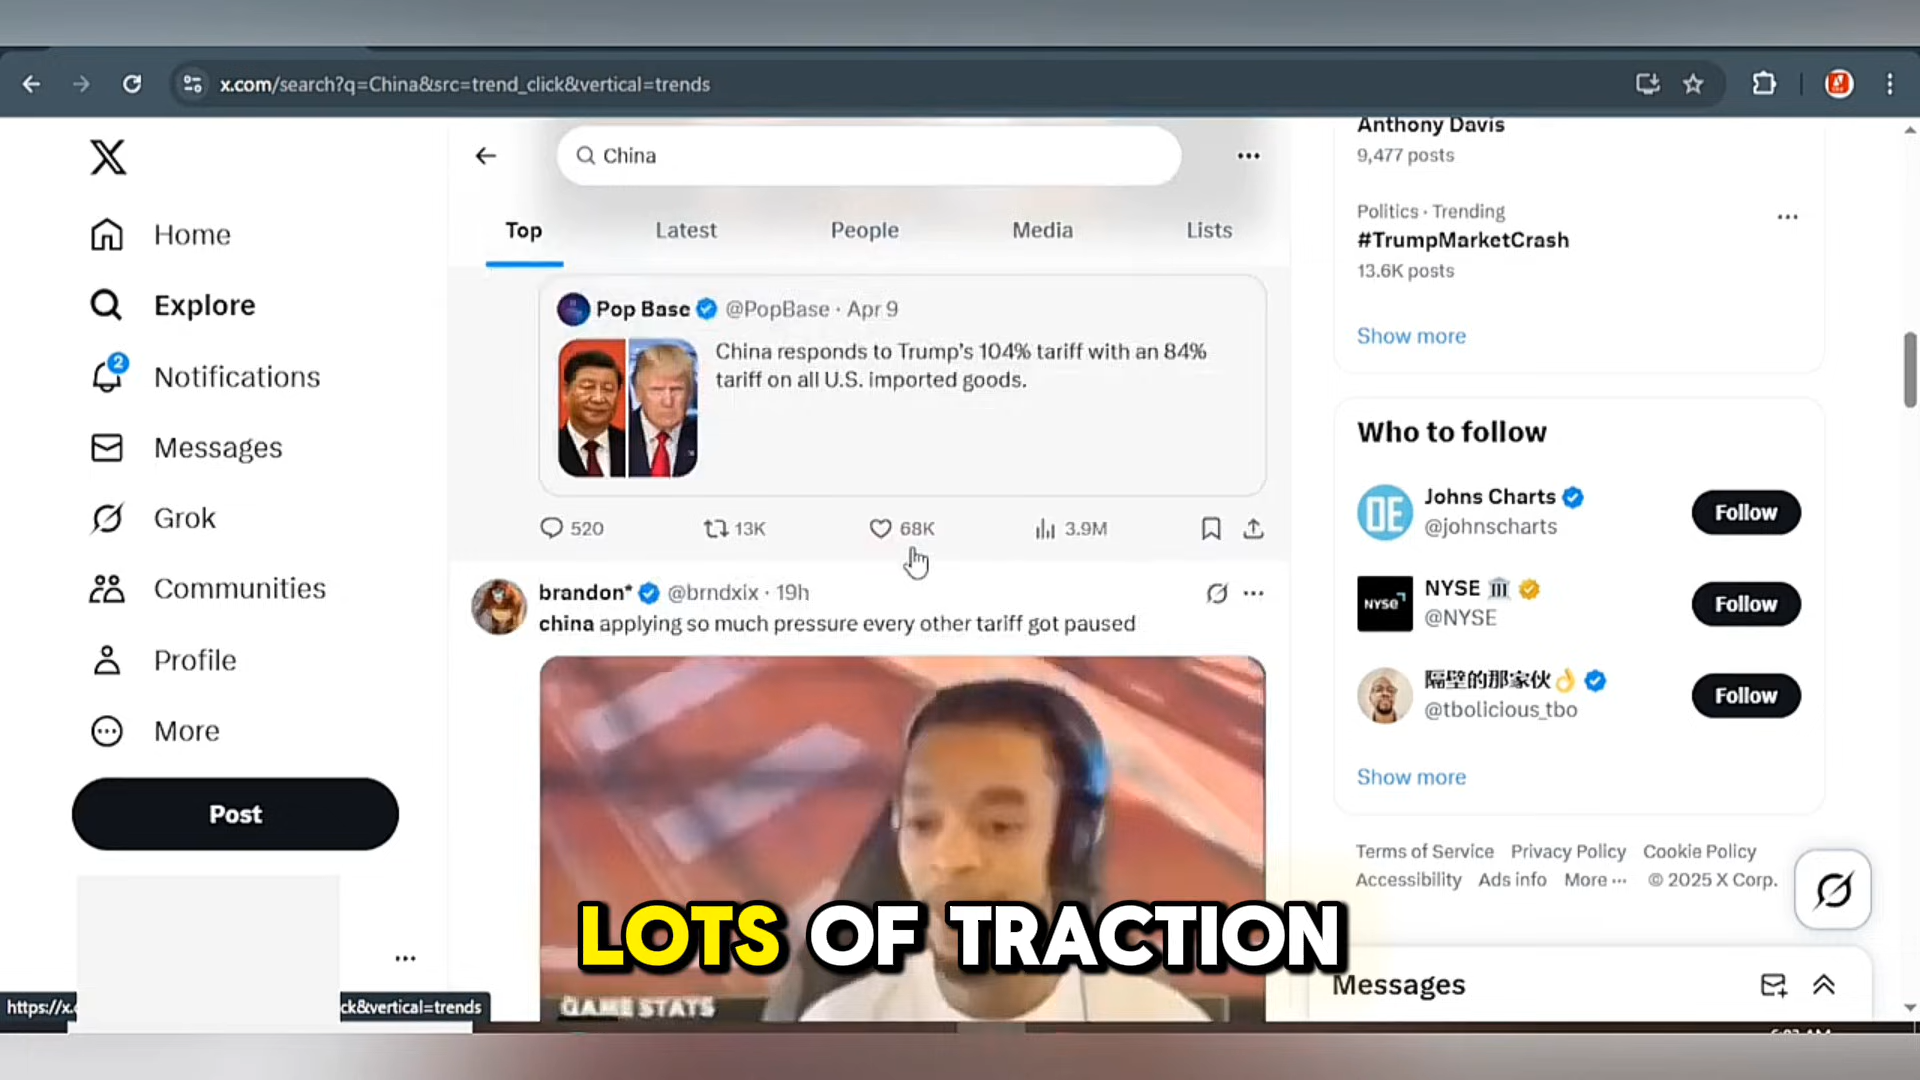 x.com/search?q=China&src=trend_click&vertical=trends
Home
Explore
2
Notifications
Messages
Grok
Communities
Profile
More
Post
China
Top
Latest
People
Media
Lists
Pop Base @PopBase · Apr 9
China responds to Trump's 104% tariff with an 84%
tariff on all U.S. imported goods.
520
13K
68K
3.9M
brandon* @brndxix · 19h
china applying so much pressure every other tariff got paused
GAME STATS
LOTS OF TRACTION
Anthony Davis
9,477 posts
Politics · Trending
#TrumpMarketCrash
13.6K posts
Show more
Who to follow
Johns Charts
@johnscharts
Follow
NYSE
NYSE
@NYSE
Follow
隔壁的那家伙👌
@tbolicious_tbo
Follow
Show more
Terms of Service Privacy Policy Cookie Policy
Accessibility Ads info More ··· © 2025 X Corp.
Messages
https://x.
ck&vertical=trends